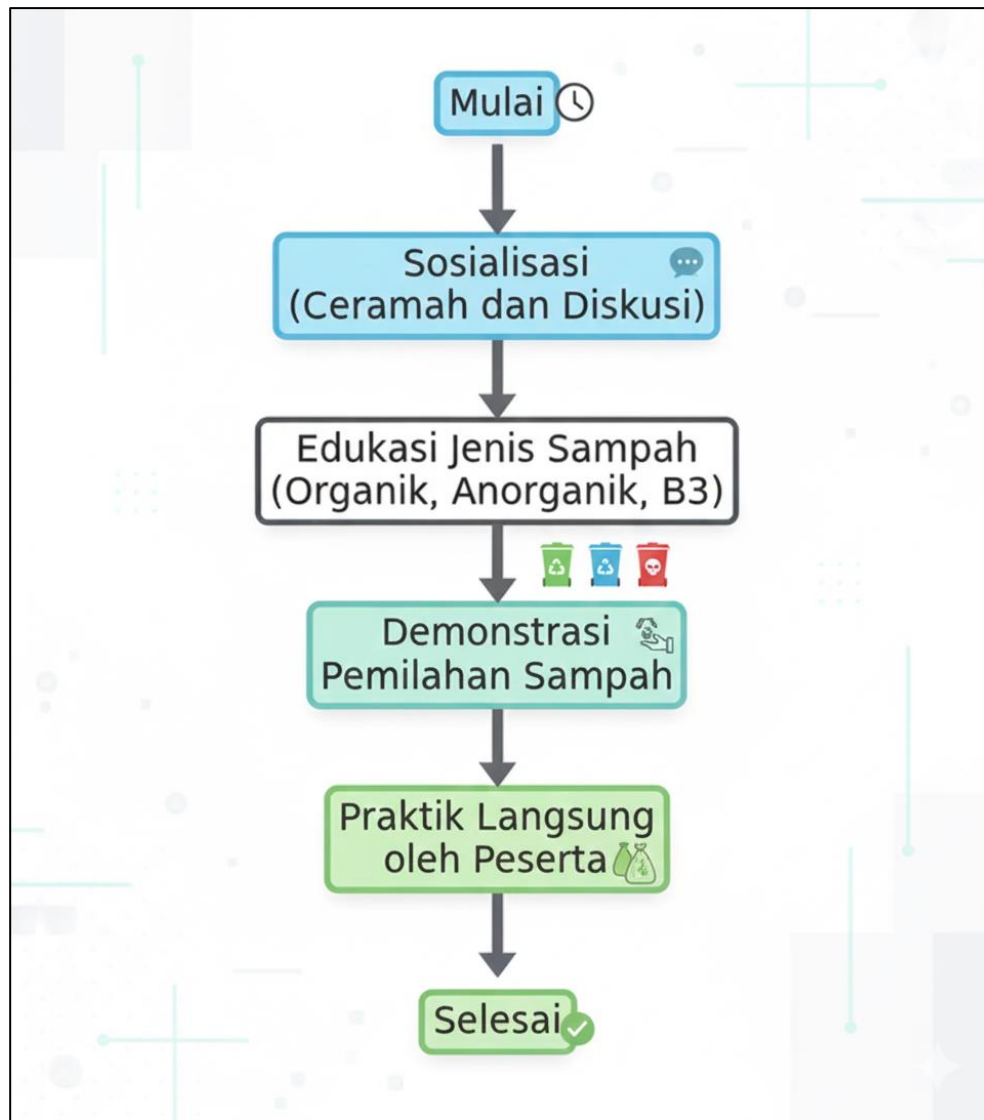 Mulai
Sosialisasi
(Ceramah dan Diskusi)
Edukasi Jenis Sampah
(Organik, Anorganik, B3)
Demonstrasi
Pemilahan Sampah
Praktik Langsung
oleh Peserta
Selesai